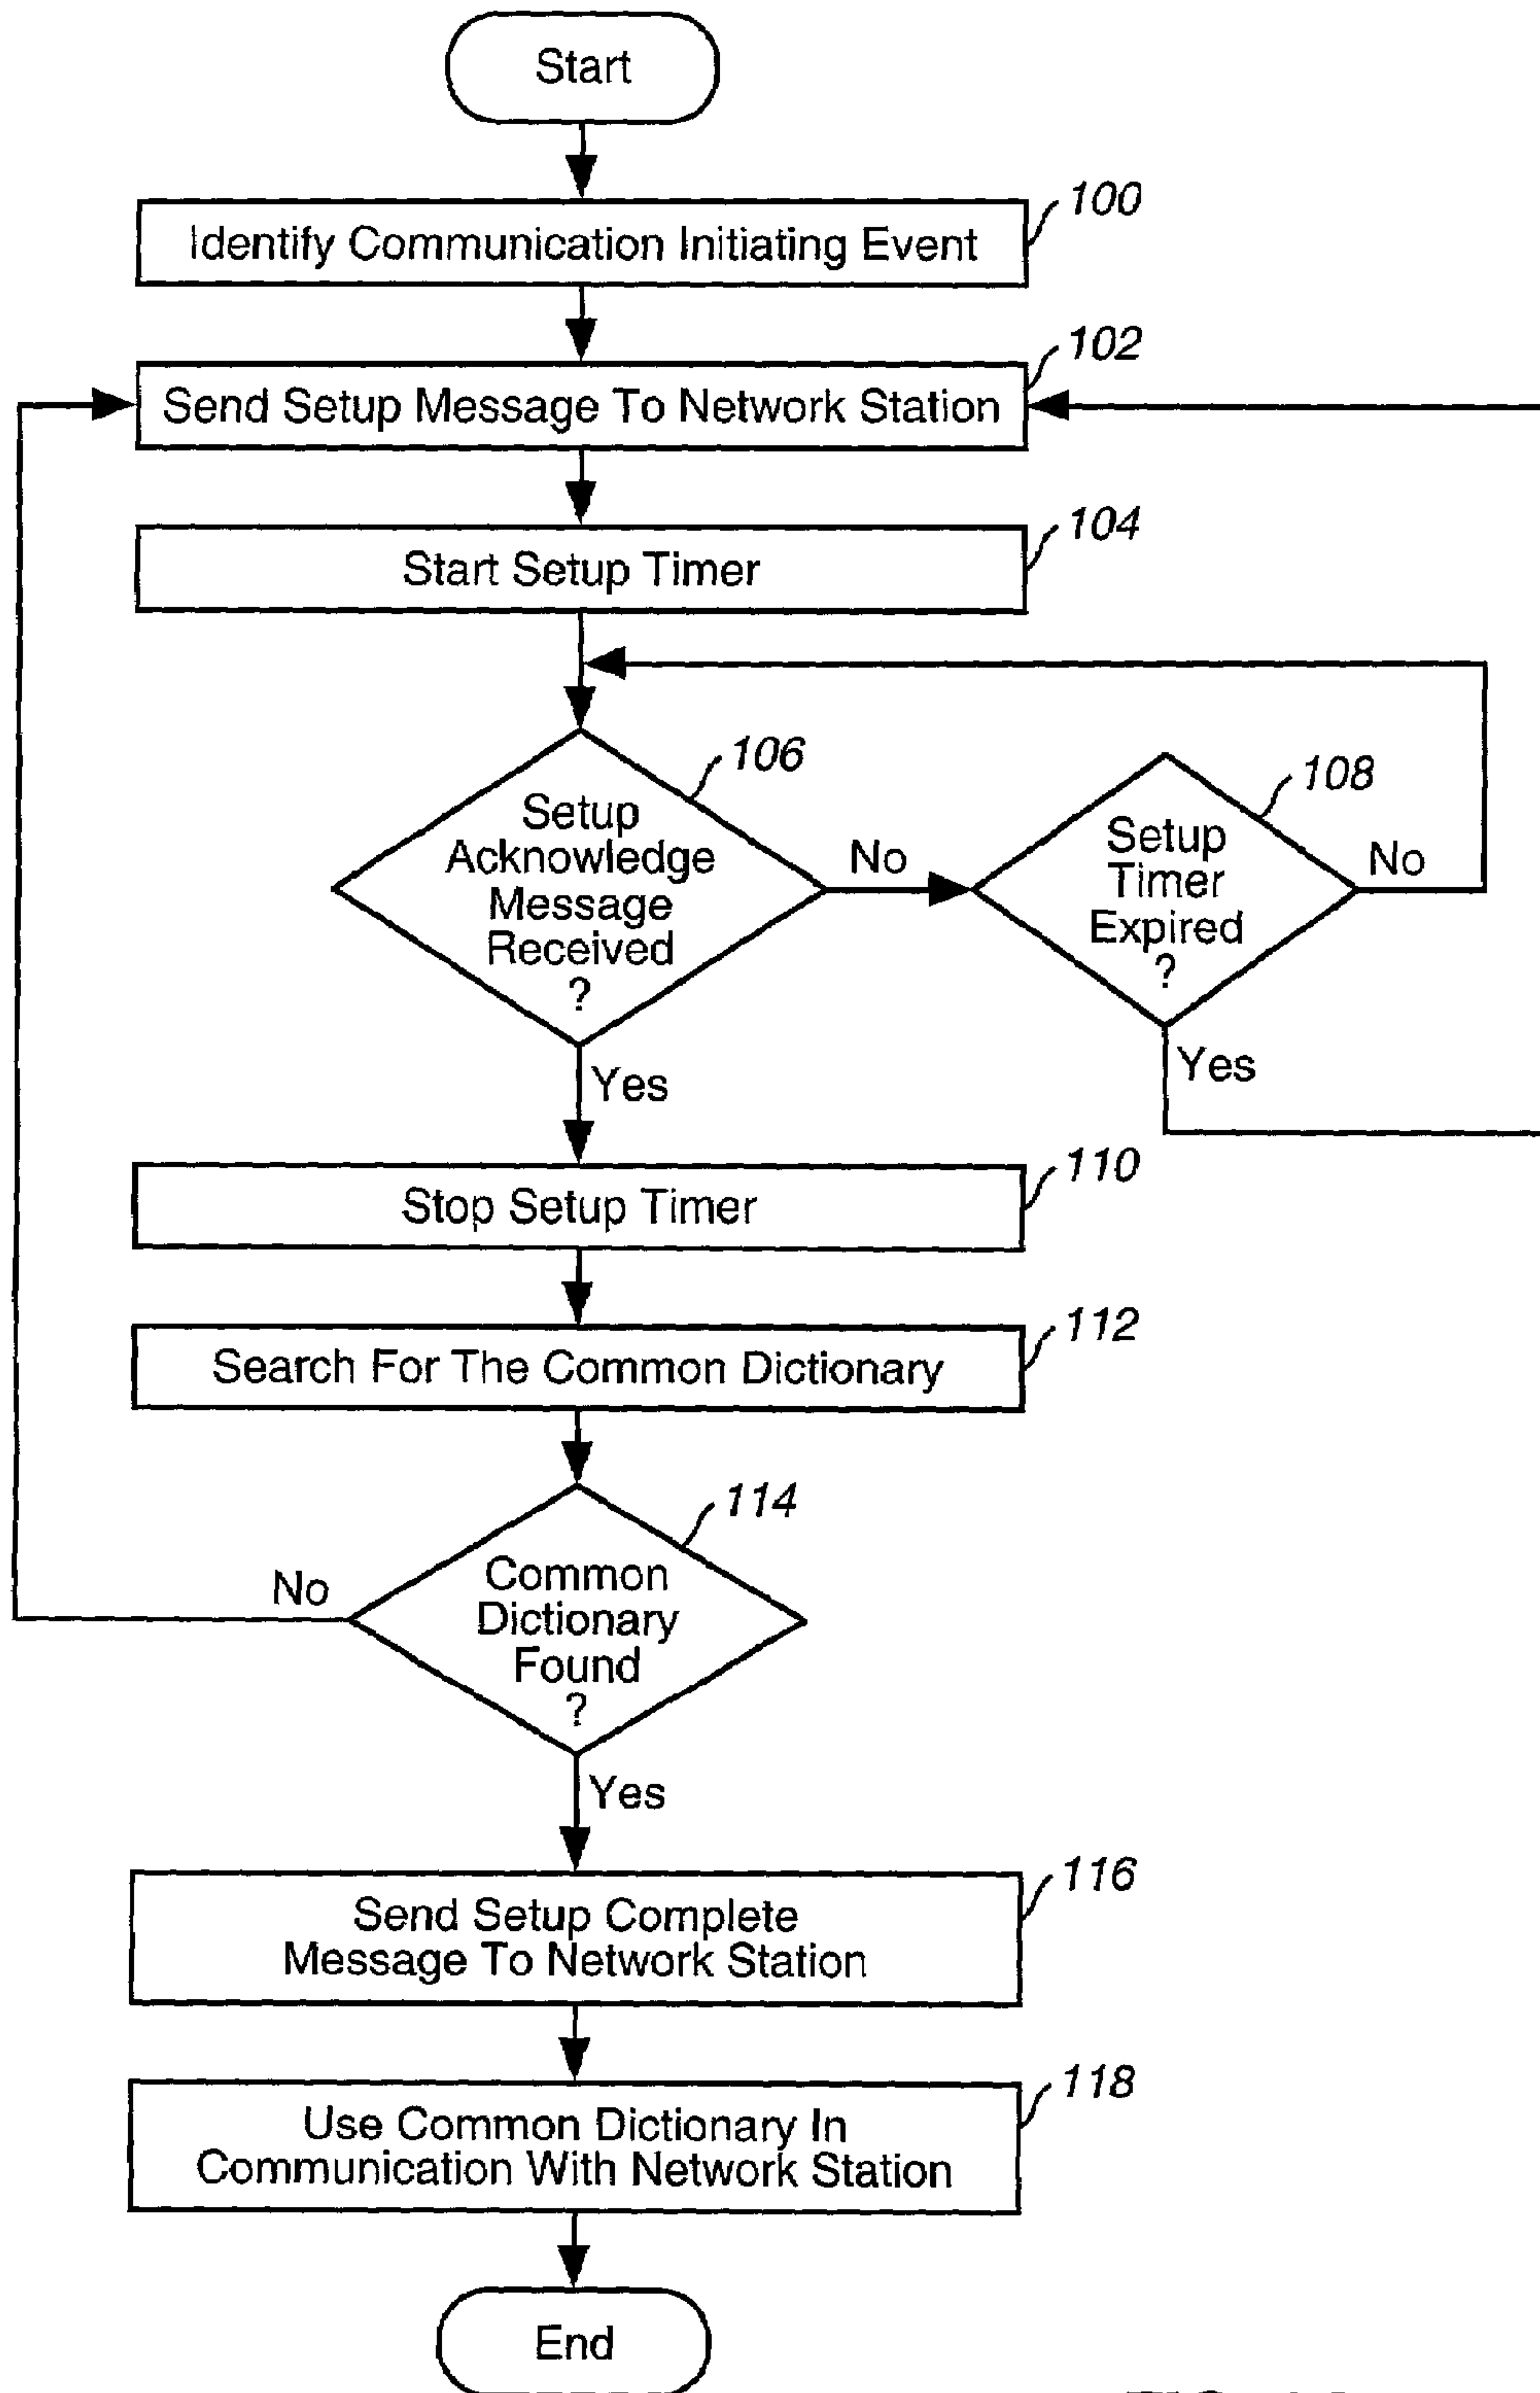 Start
100
Identify Communication Initiating Event
102
Send Setup Message To Network Station
104
Start Setup Timer
106
Setup
Acknowledge
Message
Received
?
No
108
Setup
Timer
Expired
?
No
Yes
Yes
110
Stop Setup Timer
112
Search For The Common Dictionary
114
Common
Dictionary
Found
?
No
Yes
116
Send Setup Complete
Message To Network Station
118
Use Common Dictionary In
Communication With Network Station
End